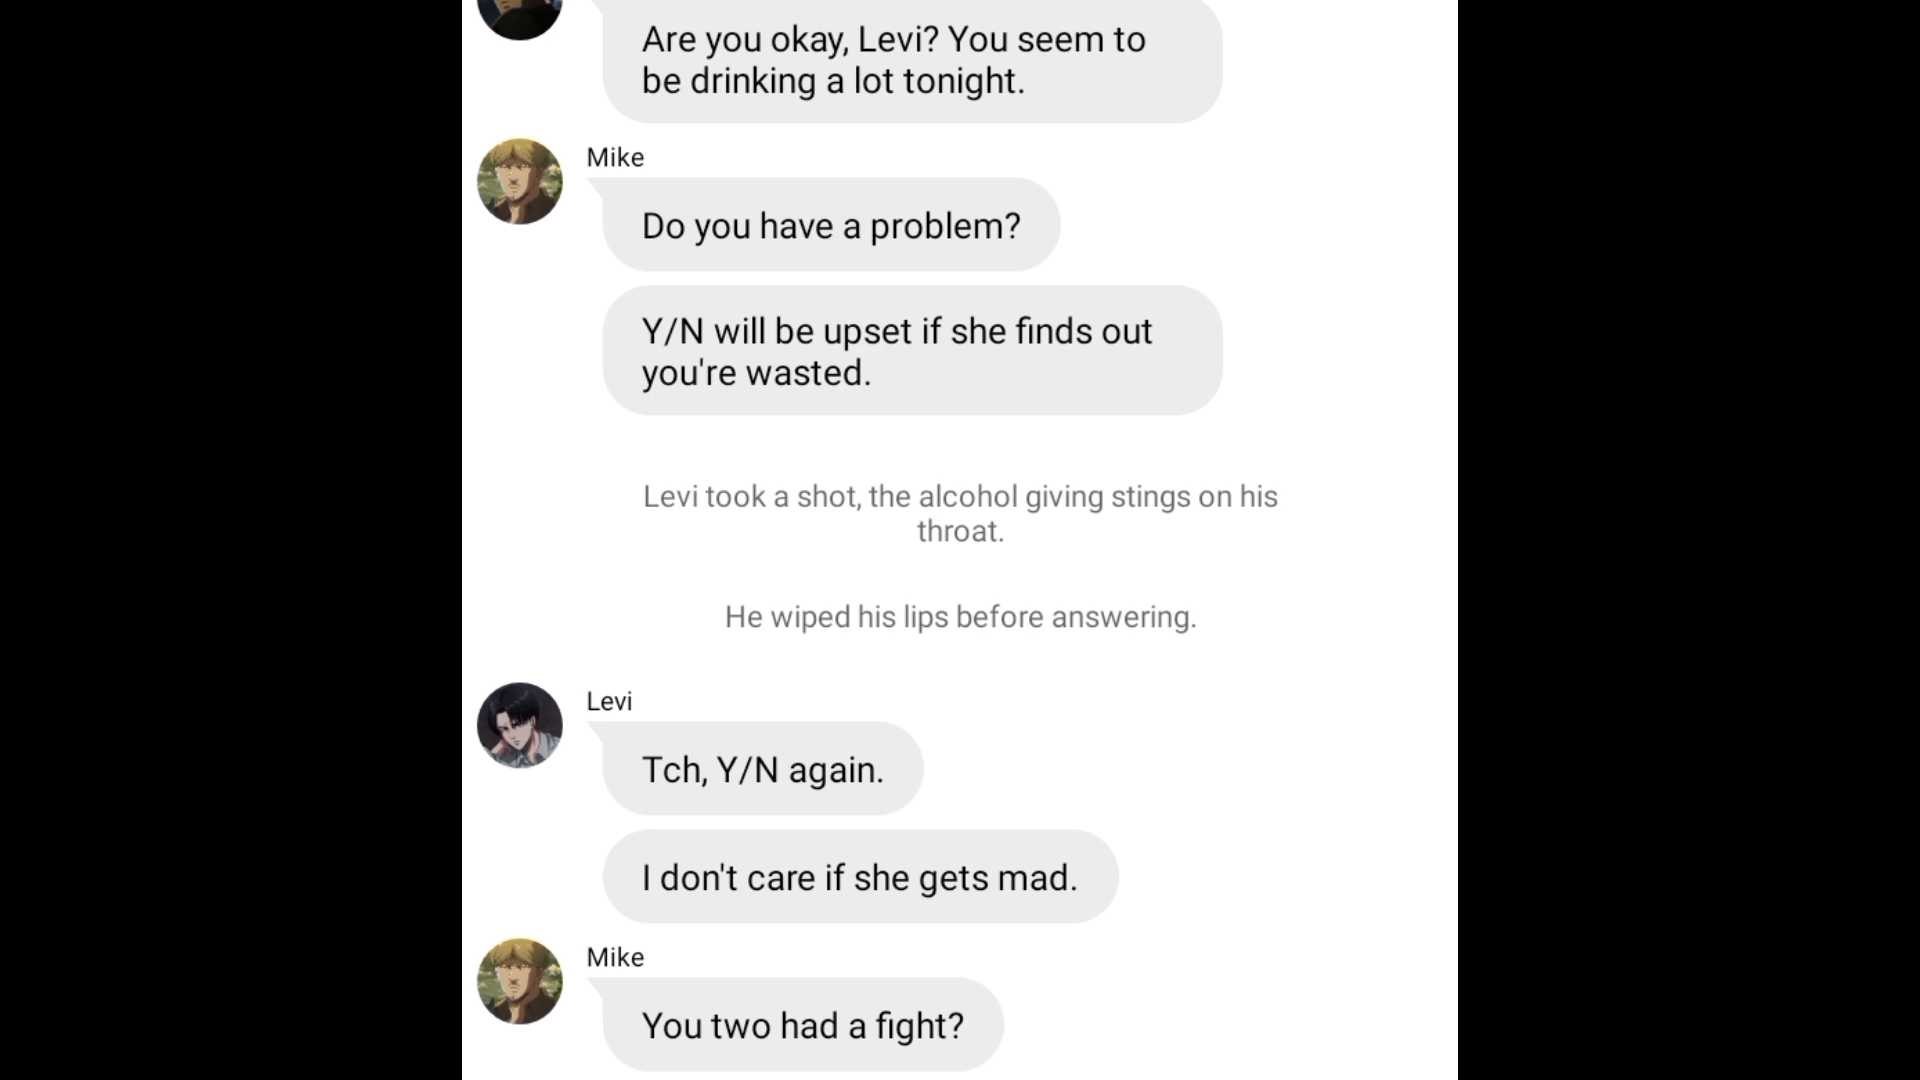 Are you okay, Levi? You seem to
be drinking a lot tonight.
Mike
Do you have a problem?
Y/N will be upset if she finds out
you're wasted.
Levi took a shot, the alcohol giving stings on his
throat.
He wiped his lips before answering.
Levi
Tch, Y/N again.
I don't care if she gets mad.
Mike
You two had a fight?